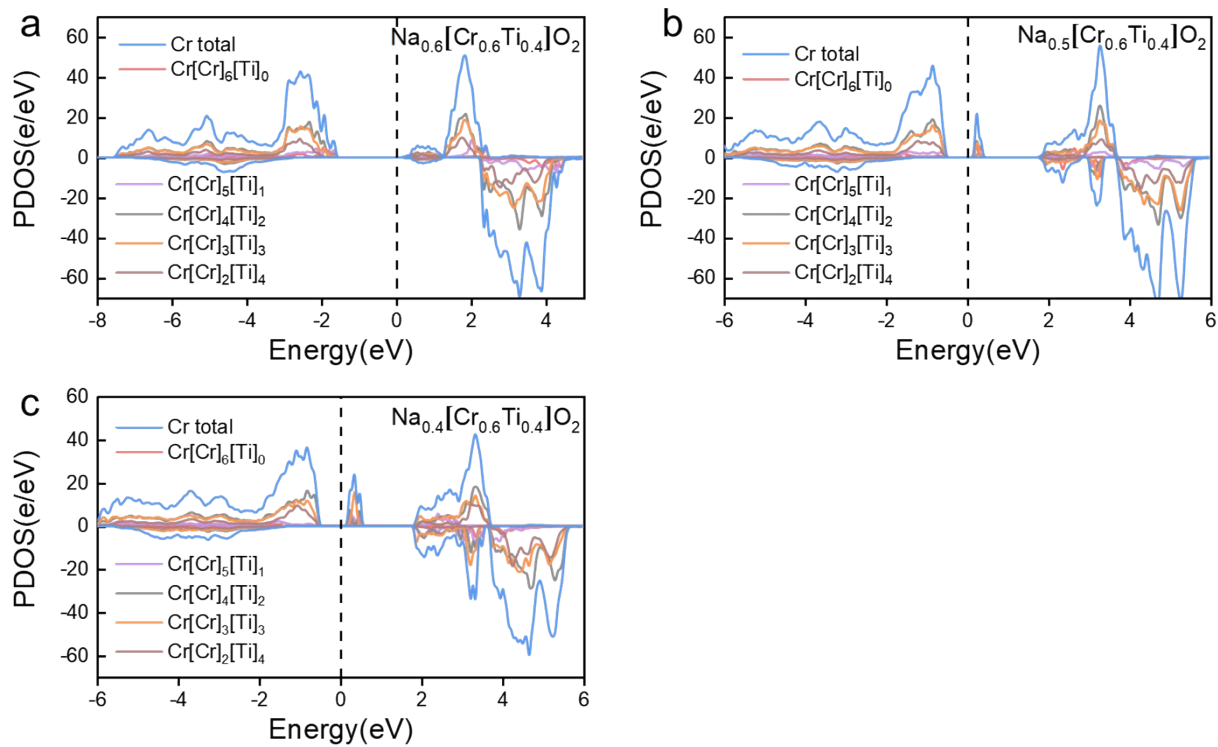 a
Na0.6[Cr0.6Ti0.4]O2
Cr total
Cr[Cr]6[Ti]0
Cr[Cr]5[Ti]1
Cr[Cr]4[Ti]2
Cr[Cr]3[Ti]3
Cr[Cr]2[Ti]4
PDOS(e/eV)
60
40
20
0
-20
-40
-60
-8
-6
-4
-2
0
2
4
Energy(eV)
b
Na0.5[Cr0.6Ti0.4]O2
Cr total
Cr[Cr]6[Ti]0
Cr[Cr]5[Ti]1
Cr[Cr]4[Ti]2
Cr[Cr]3[Ti]3
Cr[Cr]2[Ti]4
PDOS(e/eV)
60
40
20
0
-20
-40
-60
-6
-4
-2
0
2
4
6
Energy(eV)
c
Na0.4[Cr0.6Ti0.4]O2
Cr total
Cr[Cr]6[Ti]0
Cr[Cr]5[Ti]1
Cr[Cr]4[Ti]2
Cr[Cr]3[Ti]3
Cr[Cr]2[Ti]4
PDOS(e/eV)
60
40
20
0
-20
-40
-60
-6
-4
-2
0
2
4
6
Energy(eV)